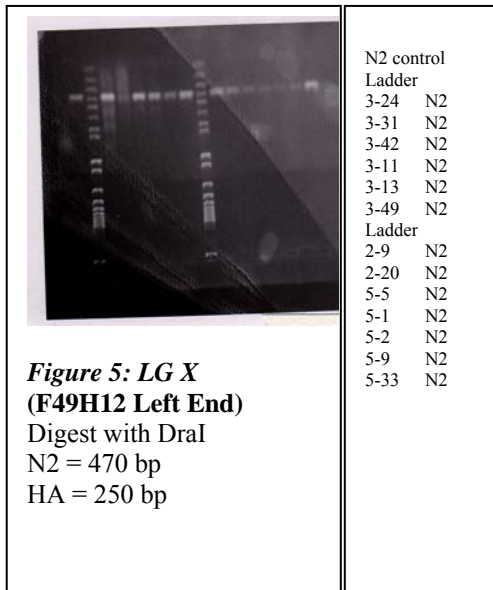 Figure 5: LG X
(F49H12 Left End)
Digest with DraI
N2 = 470 bp
HA = 250 bp
N2 control
Ladder
3-24 N2
3-31 N2
3-42 N2
3-11 N2
3-13 N2
3-49 N2
Ladder
2-9 N2
2-20 N2
5-5 N2
5-1 N2
5-2 N2
5-9 N2
5-33 N2